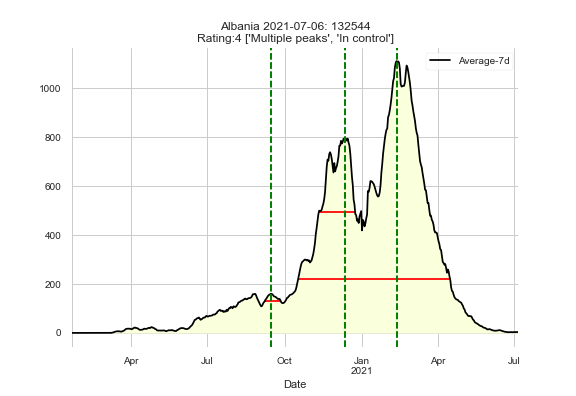 Albania 2021-07-06: 132544
Rating:4 ['Multiple peaks', 'In control']
Average-7d
1000
800
600
400
200
0
Apr Jul Oct Jan Apr Jul
2021
Date